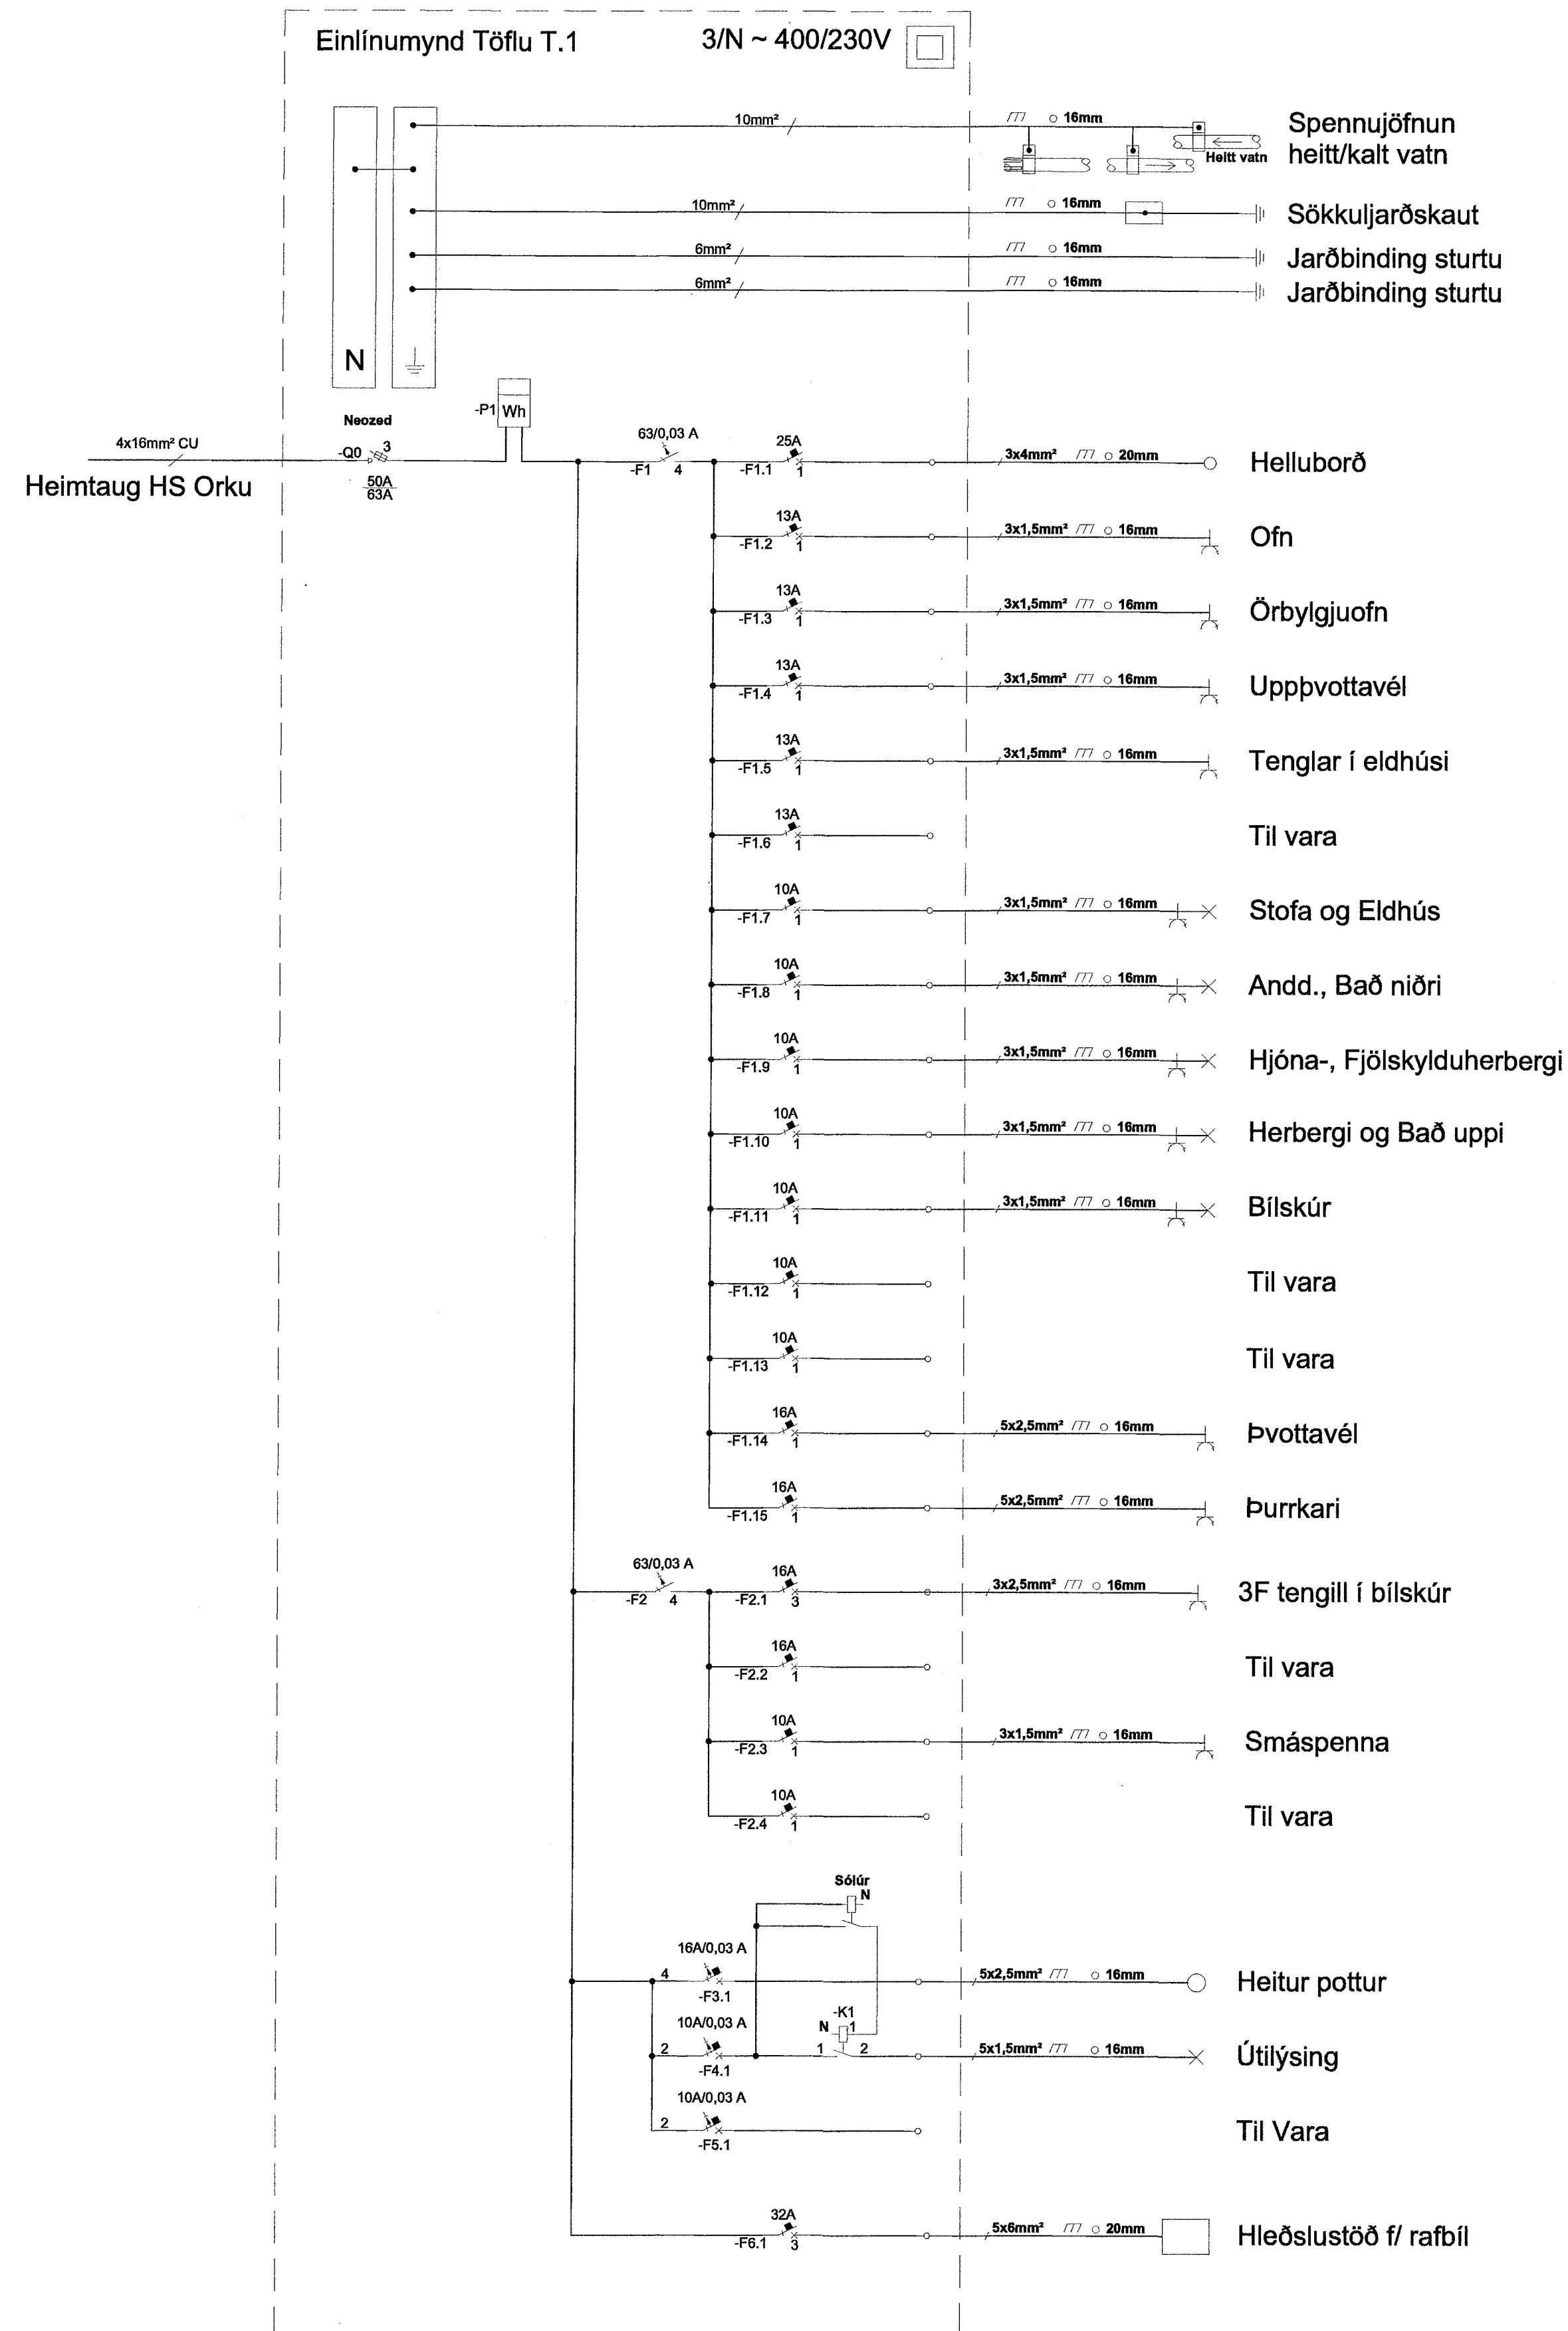 Einlínumynd Töflu T.1 3/N ~ 400/230V
10mm² 16mm Spennujöfnun
Heitt vatn heitt/kalt vatn
10mm² 16mm Sökkuljarðskaut
6mm² 16mm Jarðbinding sturtu
6mm² 16mm Jarðbinding sturtu
N
-P1 Wh
Neozed
4x16mm² CU -Q0 3
50A
63A
Heimtaug HS Orku
63/0,03 A
-F1 4
25A
-F1.1 1 3x4mm² 20mm Helluborð
13A
-F1.2 1 3x1,5mm² 16mm Ofn
13A
-F1.3 1 3x1,5mm² 16mm Örbylgjuofn
13A
-F1.4 1 3x1,5mm² 16mm Uppþvottavél
13A
-F1.5 1 3x1,5mm² 16mm Tenglar í eldhúsi
13A
-F1.6 1 Til vara
10A
-F1.7 1 3x1,5mm² 16mm Stofa og Eldhús
10A
-F1.8 1 3x1,5mm² 16mm Andd., Bað niðri
10A
-F1.9 1 3x1,5mm² 16mm Hjóna-, Fjölskylduherbergi
10A
-F1.10 1 3x1,5mm² 16mm Herbergi og Bað uppi
10A
-F1.11 1 3x1,5mm² 16mm Bílskúr
10A
-F1.12 1 Til vara
10A
-F1.13 1 Til vara
16A
-F1.14 1 5x2,5mm² 16mm Þvottavél
16A
-F1.15 1 5x2,5mm² 16mm Þurrkari
63/0,03 A
-F2 4
16A
-F2.1 3 3x2,5mm² 16mm 3F tengill í bílskúr
16A
-F2.2 1 Til vara
10A
-F2.3 1 3x1,5mm² 16mm Smáspenna
10A
-F2.4 1 Til vara
Sólúr
N
16A/0,03 A
4 -F3.1 5x2,5mm² 16mm Heitur pottur
-K1
N 1
10A/0,03 A
2 -F4.1 1 2 5x1,5mm² 16mm Útilýsing
10A/0,03 A
2 -F5.1 Til Vara
32A
-F6.1 3 5x6mm² 20mm Hleðslustöð f/ rafbíl